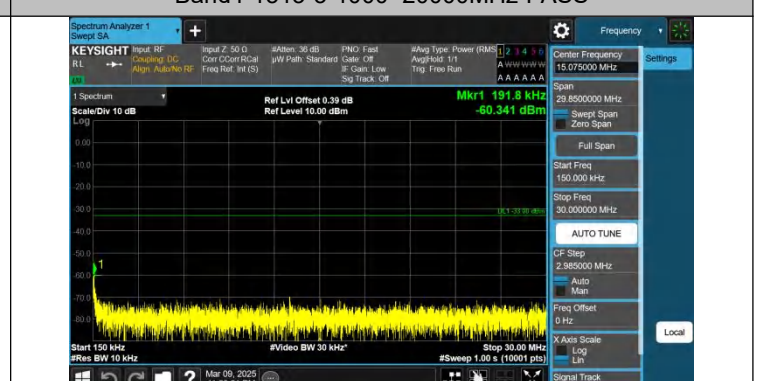 Spectrum Analyzer 1
Swept SA
Frequency
KEYSIGHT
RL
Input: RF
Coupling: DC
Align: Auto/No RF
Input Z: 50 Ω
Corr CCorr RCal
Freq Ref: Int (S)
#Atten: 36 dB
µW Path: Standard
PNO: Fast
Gate: Off
IF Gain: Low
Sig Track: Off
#Avg Type: Power (RMS
Avg|Hold: 1/1
Trig: Free Run
1 2 3 4 5 6
A W W W W W
A A A A A A
1 Spectrum
Scale/Div 10 dB
Log
Ref Lvl Offset 0.39 dB
Ref Level 10.00 dBm
Mkr1 191.8 kHz
-60.341 dBm
0.00
-10.0
-20.0
-30.0
DL1 -33.00 dBm
-40.0
-50.0
1
-60.0
-70.0
-80.0
Start 150 kHz
#Res BW 10 kHz
#Video BW 30 kHz*
Stop 30.00 MHz
#Sweep 1.00 s (10001 pts)
Mar 09, 2025
Center Frequency
15.075000 MHz
Settings
Span
29.8500000 MHz
Swept Span
Zero Span
Full Span
Start Freq
150.000 kHz
Stop Freq
30.000000 MHz
AUTO TUNE
CF Step
2.985000 MHz
Auto
Man
Freq Offset
0 Hz
X Axis Scale
Log
Lin
Local
Signal Track